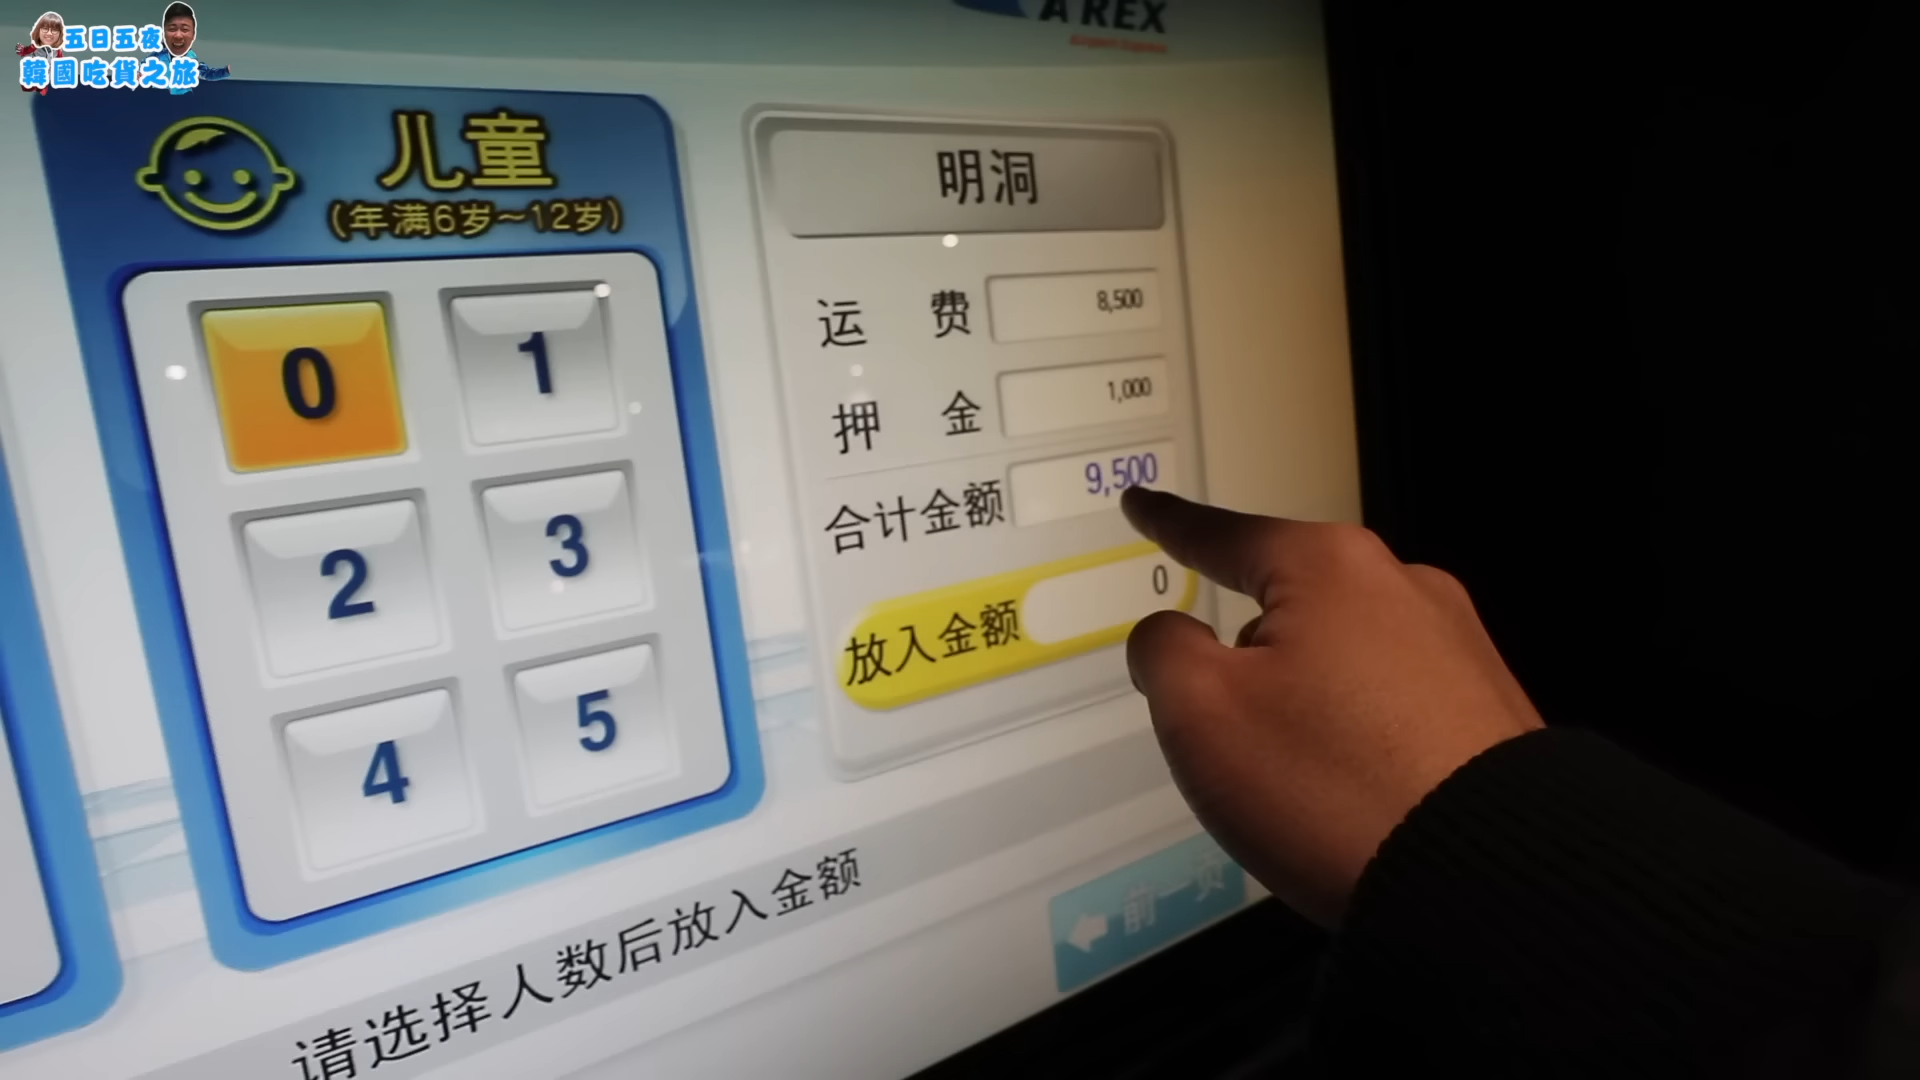 五日五夜
韓國吃貨之旅
A'REX
儿童
(年满6岁~12岁)
0
1
2
3
4
5
明洞
运费 8,500
押金 1,000
合计金额 9,500
放入金额 0
请选择人数后放入金额
前一页